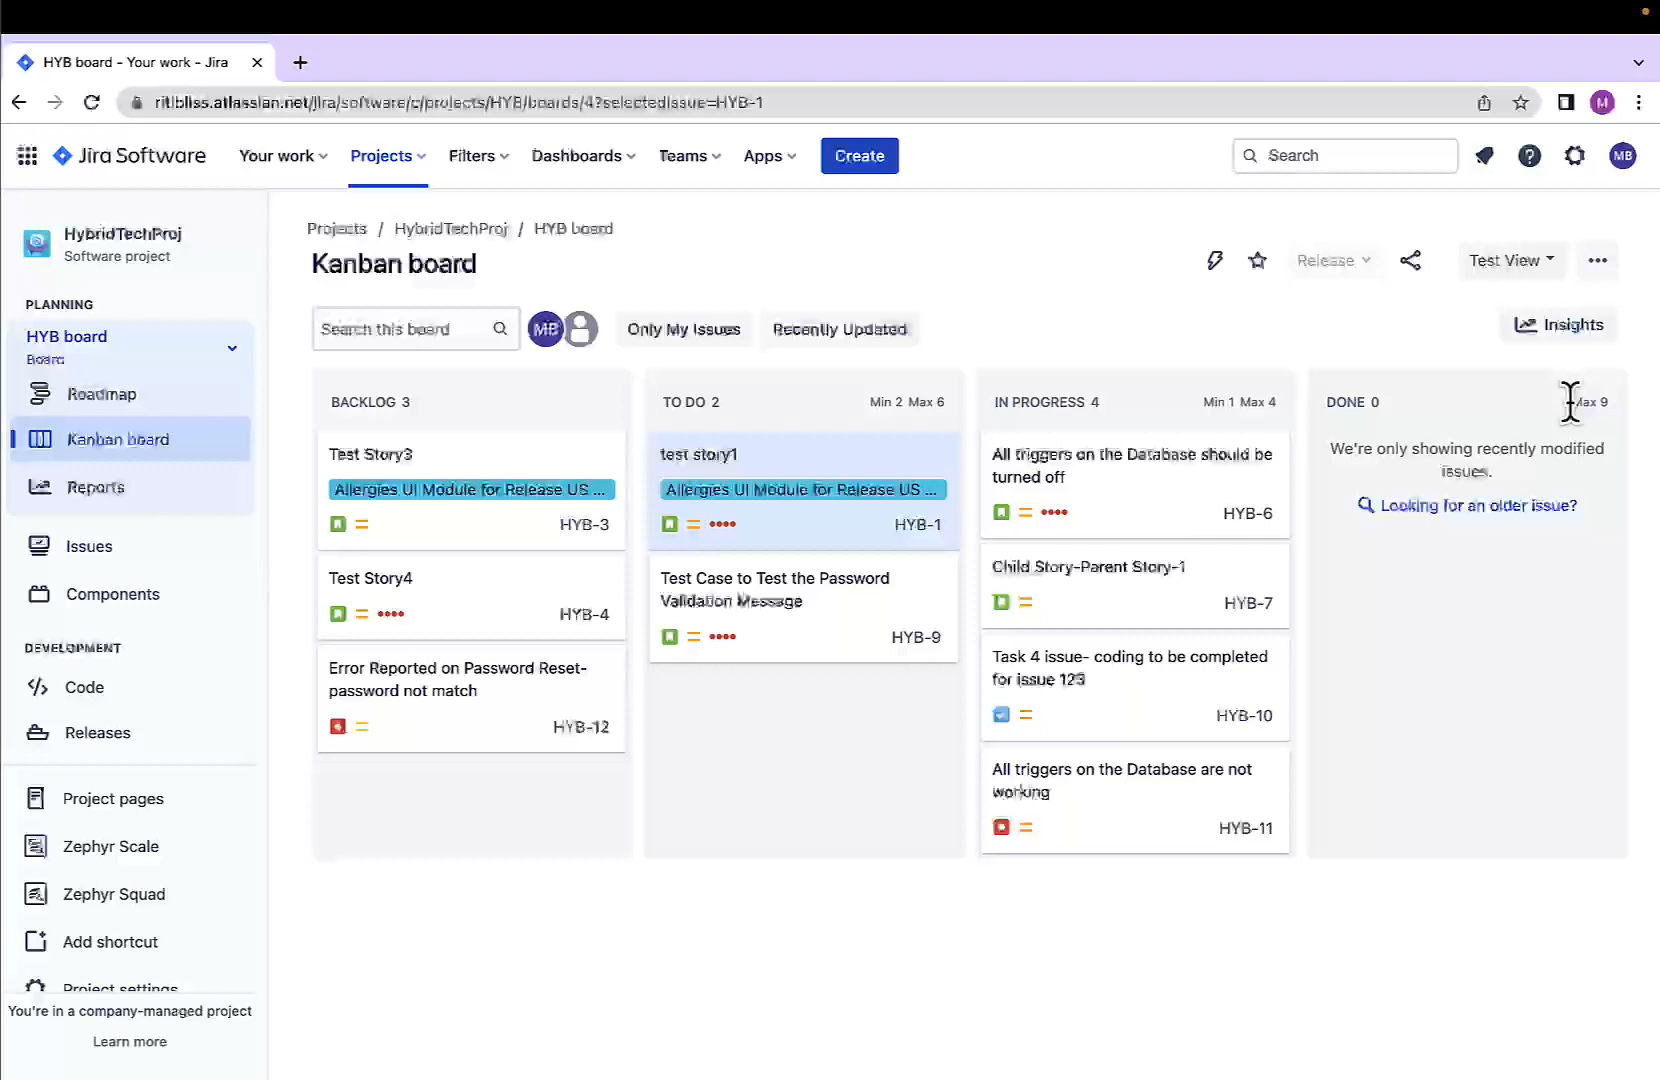 HYB board - Your work - Jira
ritbliss.atlassian.net/jira/software/c/projects/HYB/boards/4?selectedIssue=HYB-1
M
Jira Software
Your work
Projects
Filters
Dashboards
Teams
Apps
Create
Search
MB
HybridTechProj
Software project
PLANNING
HYB board
Board
Roadmap
Kanban board
Reports
Issues
Components
DEVELOPMENT
Code
Releases
Project pages
Zephyr Scale
Zephyr Squad
Add shortcut
Project settings
You're in a company-managed project
Learn more
Projects / HybridTechProj / HYB board
Kanban board
Release
Test View
Search this board
MB
Only My Issues
Recently Updated
Insights
BACKLOG 3
Test Story3
Allergies UI Module for Release US ...
HYB-3
Test Story4
HYB-4
Error Reported on Password Reset-
password not match
HYB-12
TO DO 2
Min 2 Max 6
test story1
Allergies UI Module for Release US ...
HYB-1
Test Case to Test the Password
Validation Message
HYB-9
IN PROGRESS 4
Min 1 Max 4
All triggers on the Database should be
turned off
HYB-6
Child Story-Parent Story-1
HYB-7
Task 4 issue- coding to be completed
for issue 123
HYB-10
All triggers on the Database are not
working
HYB-11
DONE 0
Max 9
We're only showing recently modified
issues.
Looking for an older issue?